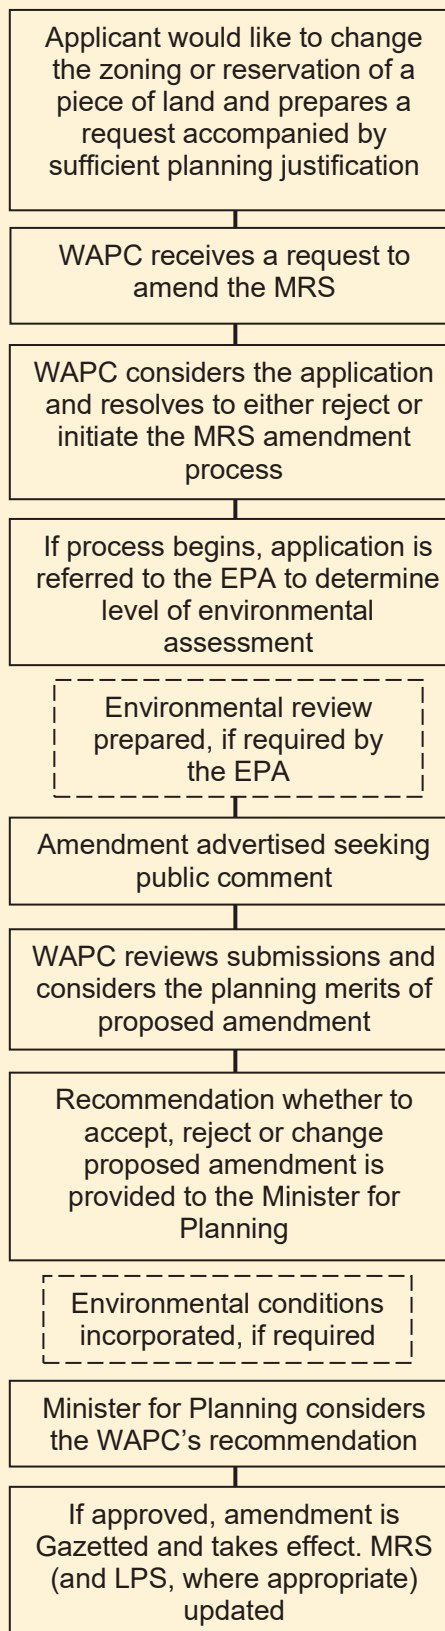 Applicant would like to change
the zoning or reservation of a
piece of land and prepares a
request accompanied by
sufficient planning justification
WAPC receives a request to
amend the MRS
WAPC considers the application
and resolves to either reject or
initiate the MRS amendment
process
If process begins, application is
referred to the EPA to determine
level of environmental
assessment
Environmental review
prepared, if required by
the EPA
Amendment advertised seeking
public comment
WAPC reviews submissions and
considers the planning merits of
proposed amendment
Recommendation whether to
accept, reject or change
proposed amendment is
provided to the Minister for
Planning
Environmental conditions
incorporated, if required
Minister for Planning considers
the WAPC’s recommendation
If approved, amendment is
Gazetted and takes effect. MRS
(and LPS, where appropriate)
updated